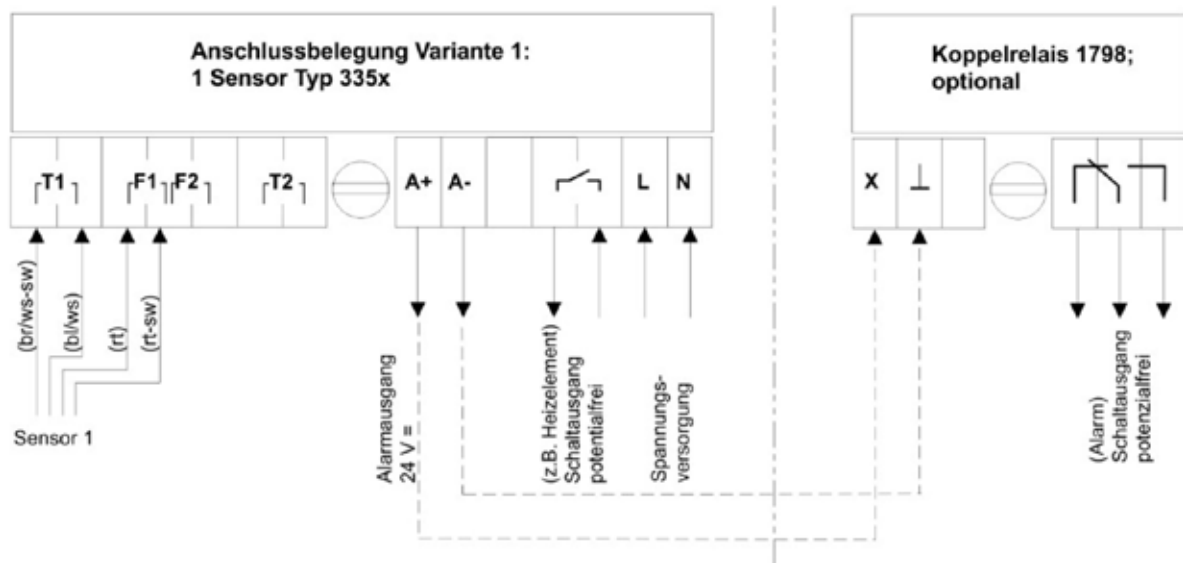 Anschlussbelegung Variante 1:
1 Sensor Typ 335x
Koppelrelais 1798;
optional
T1
F1
F2
T2
A+
A-
L
N
X
⊥
(br/ws-sw)
(bl/ws)
(rt)
(rt-sw)
Sensor 1
Alarmausgang
24 V =
(z.B. Heizelement)
Schaltausgang
potentialfrei
Spannungs-
versorgung
(Alarm)
Schaltausgang
potenzialfrei